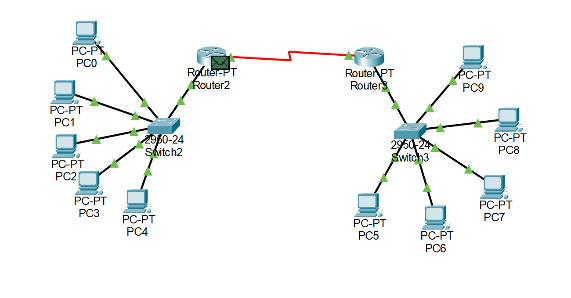 PC-PT
PC0
Router-PT
Router2
Router-PT
Router3
PC-PT
PC9
PC-PT
PC1
2950-24
Switch2
2950-24
Switch3
PC-PT
PC8
PC-PT
PC2
PC-PT
PC3
PC-PT
PC4
PC-PT
PC5
PC-PT
PC6
PC-PT
PC7